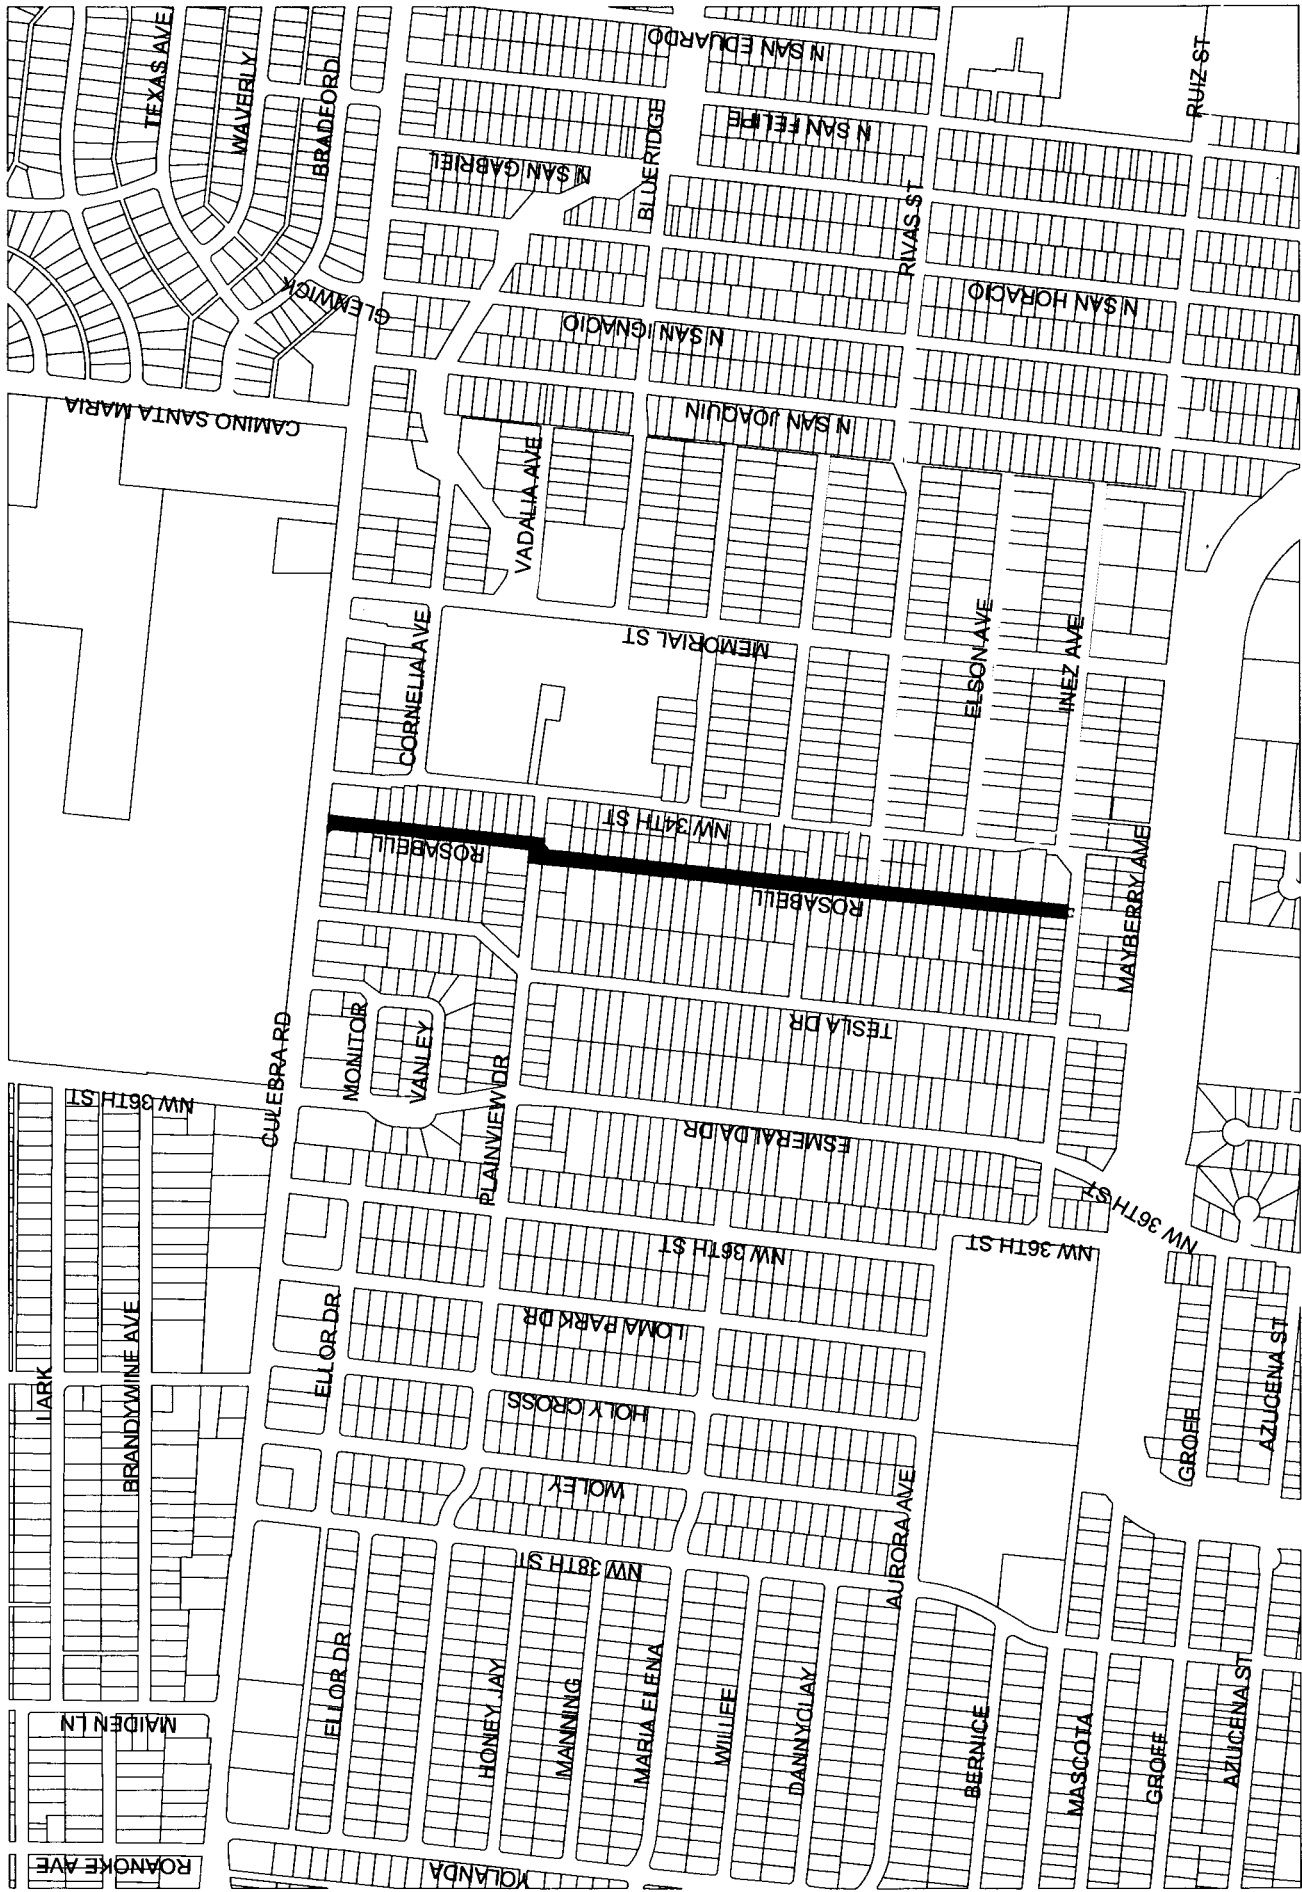 TEXAS AVE
WAVERLY
BRADFORD
N SAN EDUARDO
RUIZ ST
N SAN FELIPE
N SAN GABRIEL
BLUERIDGE
RIVAS ST
GLENWICK
N SAN HORACIO
N SAN IGNACIO
CAMINO SANTA MARIA
N SAN JOAQUIN
VADALIA AVE
MEMORIAL ST
CORNELIA AVE
ELSON AVE
INEZ AVE
NW 34TH ST
ROSABELL
ROSABELL
MAYBERRY AVE
CULEBRA RD
MONITOR
VANLEY
TESLA DR
PLAINVIEW DR
NW 36TH ST
ESMERALDA DR
NW 36TH ST
NW 36TH ST
NW 36TH ST
LOMA PARK DR
ELLOR DR
LARK
BRANDYWINE AVE
HOLY CROSS
GROFF
AZUCENA ST
WOLEY
AURORA AVE
NW 38TH ST
ELLOR DR
HONEY JAY
MANNING
MARIA ELENA
WILLEE
DANNYCLAY
BERNICE
MASCOTA
GROFF
AZUCENA ST
MAIDEN LN
ROANOKE AVE
YOLANDA